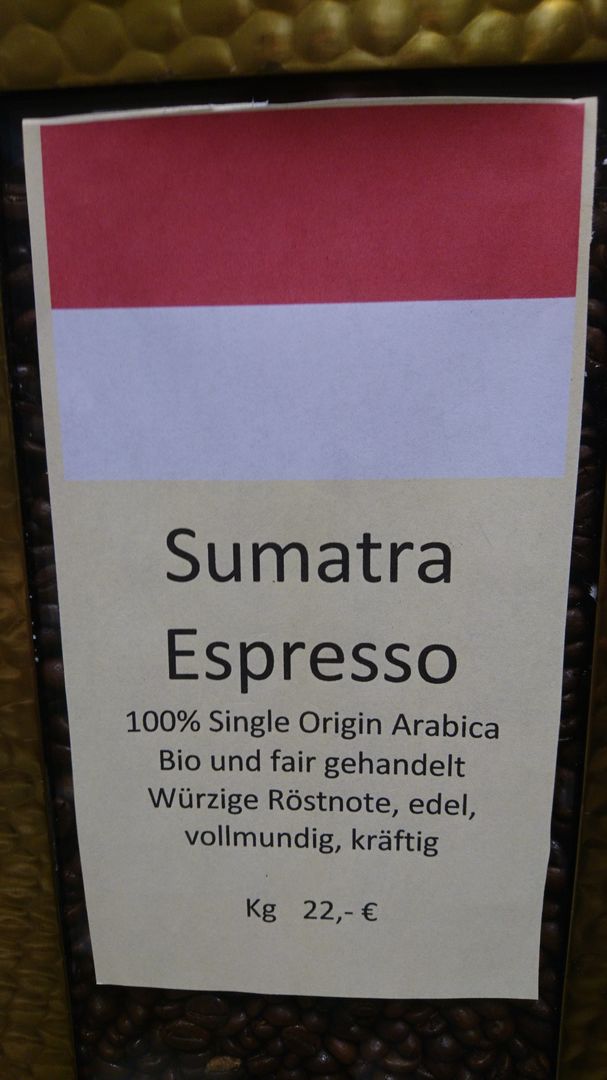 Sumatra
Espresso
100% Single Origin Arabica
Bio und fair gehandelt
Würzige Röstnote, edel,
vollmundig, kräftig
Kg 22,- €